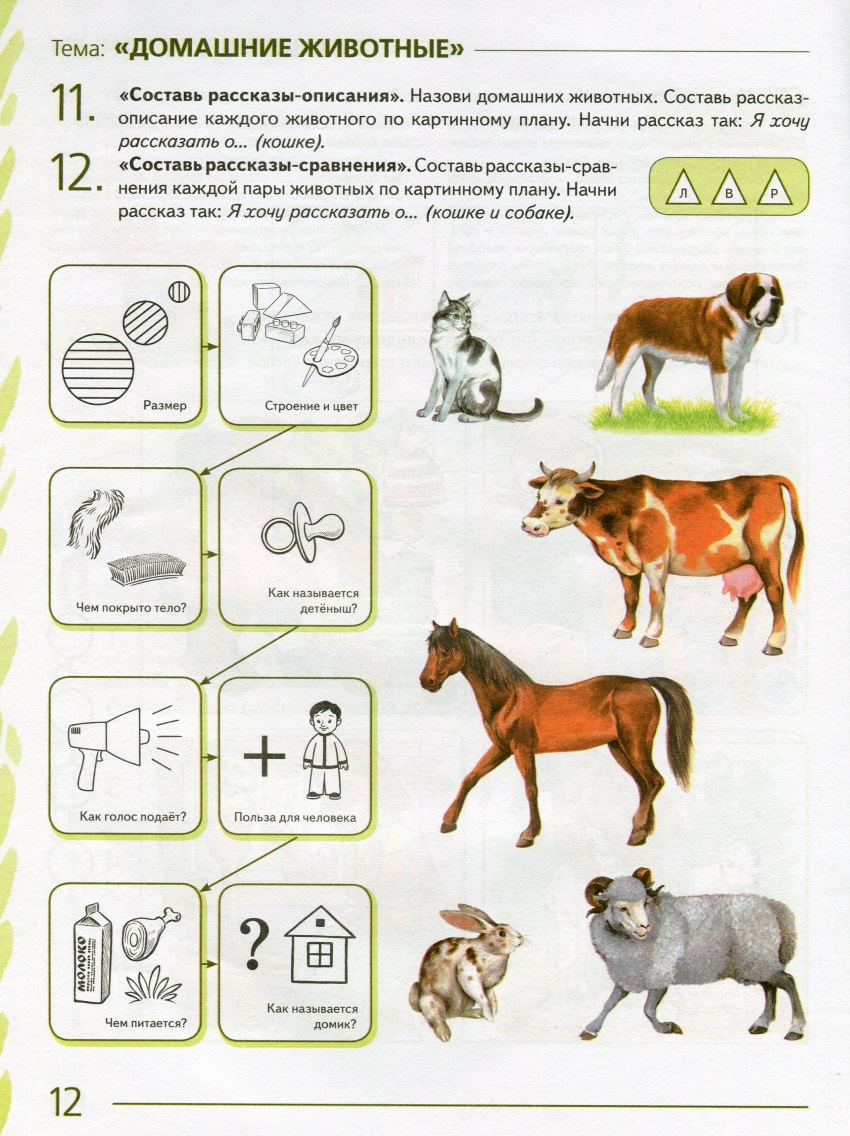 Тема: «ДОМАШНИЕ ЖИВОТНЫЕ»
11. «Составь рассказы-описания». Назови домашних животных. Составь рассказ-
описание каждого животного по картинному плану. Начни рассказ так: Я хочу
рассказать о... (кошке).
12. «Составь рассказы-сравнения». Составь рассказы-срав-
нения каждой пары животных по картинному плану. Начни
рассказ так: Я хочу рассказать о... (кошке и собаке).
Л В Р
Размер
Строение и цвет
Чем покрыто тело?
Как называется
детёныш?
Как голос подаёт?
Польза для человека
МОЛОКО
Чем питается?
?
Как называется
домик?
12